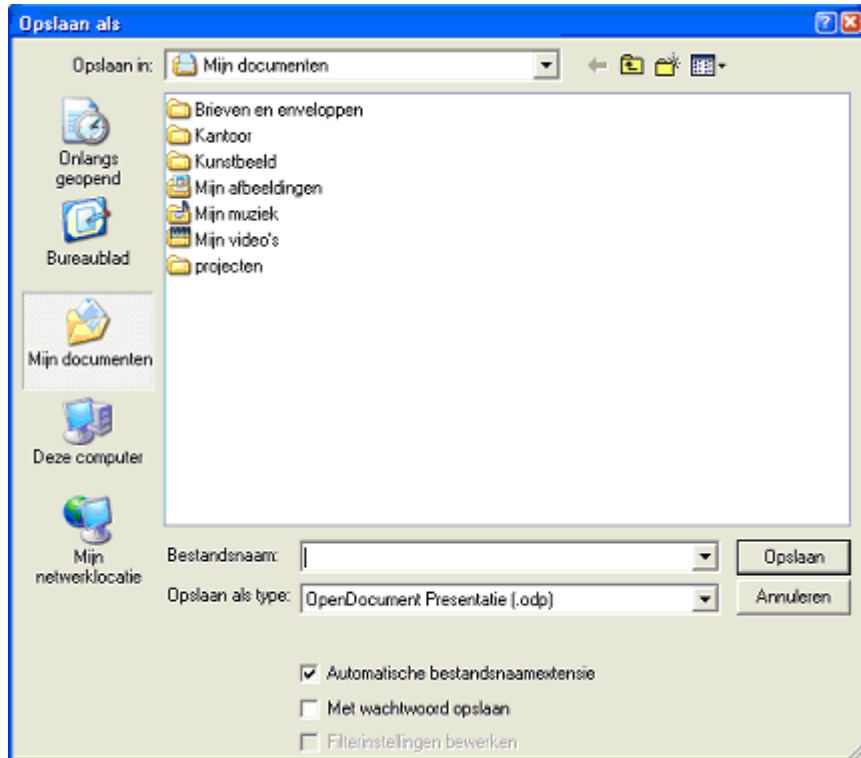 Opslaan als
Opslaan in:
Mijn documenten
Onlangs
geopend
Bureaublad
Mijn documenten
Deze computer
Mijn
netwerklocatie
Brieven en enveloppen
Kantoor
Kunstbeeld
Mijn afbeeldingen
Mijn muziek
Mijn video's
projecten
Bestandsnaam:
Opslaan
Opslaan als type:
OpenDocument Presentatie (.odp)
Annuleren
Automatische bestandsnaamextensie
Met wachtwoord opslaan
Filterinstellingen bewerken